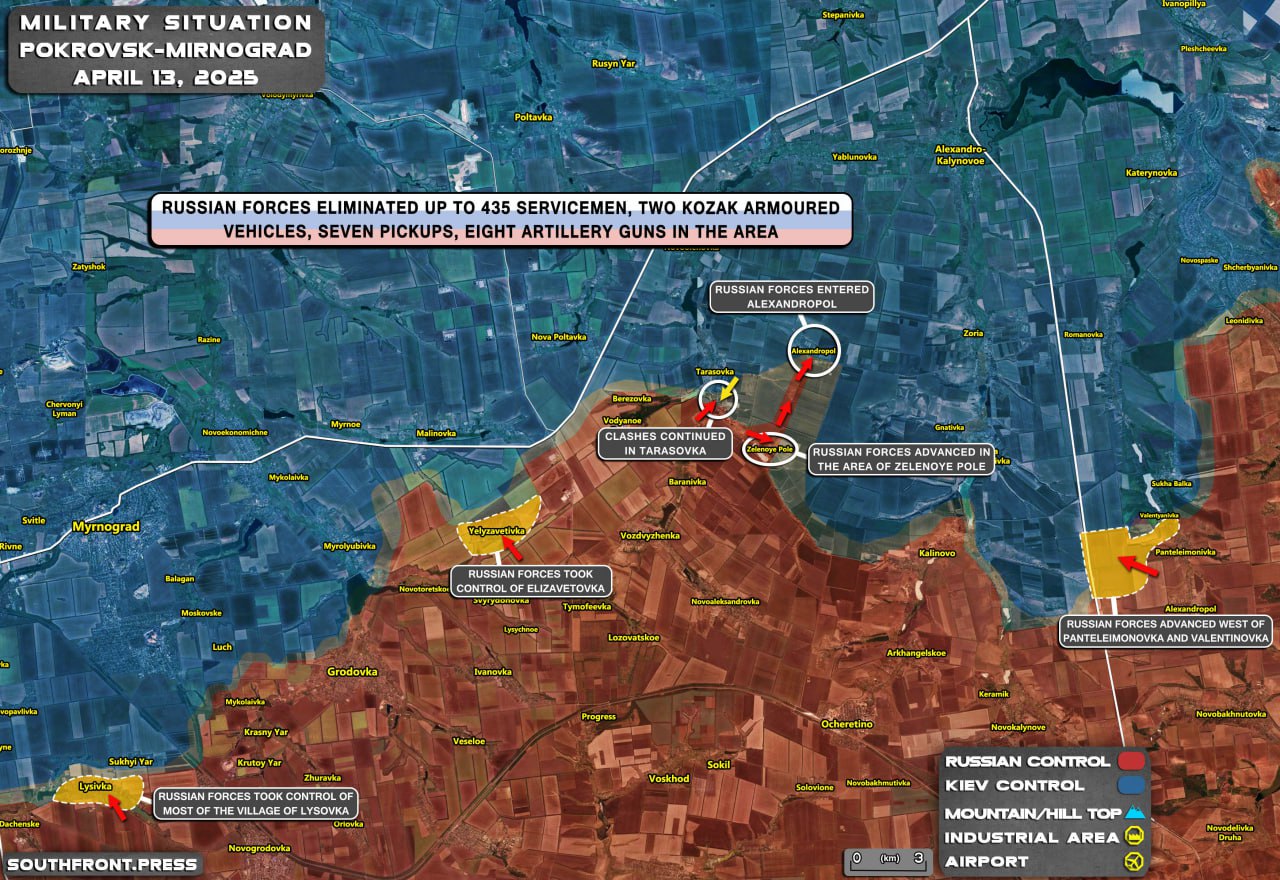 MILITARY SITUATION
POKROVSK-MIRNOGRAD
APRIL 13, 2025
Stepanivka
Ivanopillya
Pleshcheevka
Rusyn Yar
Volodymyrivka
Poltavka
orozhnje
Yablunovka
Alexandro-
Kalynovoe
Katerynovka
RUSSIAN FORCES ELIMINATED UP TO 435 SERVICEMEN, TWO KOZAK ARMOURED
VEHICLES, SEVEN PICKUPS, EIGHT ARTILLERY GUNS IN THE AREA
Zatyshok
Novospaske
Shcherbyanivka
RUSSIAN FORCES ENTERED
ALEXANDROPOL
Leonidivka
Razine
Nova Poltavka
Zoria
Romanovka
Alexandropol
Tarasovka
Chervonyi
Lyman
Berezovka
Vodyanoe
Myrnoe
Novoekonomichne
Malinovka
Gnativka
CLASHES CONTINUED
IN TARASOVKA
Zelenoye Pole
RUSSIAN FORCES ADVANCED IN
THE AREA OF ZELENOYE POLE
vka
Mykolaivka
Baranivka
Sukha Balka
Svitle
Myrnograd
Valentynivka
Yelyzavetivka
Vozdvyzhenka
Rivne
Myrolyubivka
Kalinovo
Panteleimonivka
RUSSIAN FORCES TOOK
CONTROL OF ELIZAVETOVKA
Balagan
Novotoretsko
Svyrydonovka
Tymofeevka
Novoaleksandrovka
Moskovske
Alexandropol
RUSSIAN FORCES ADVANCED WEST OF
PANTELEIMONOVKA AND VALENTINOVKA
Lysychnoe
Lozovatskoe
Luch
Arkhangelskoe
ka
Grodovka
Ivanovka
Keramik
Mykolaivka
vopavlivka
Progress
Ocheretino
Novokalynove
Novobakhnutovka
Krasny Yar
Veseloe
yne
Sukhyi Yar
Krutoy Yar
Sokil
Zhuravka
Voskhod
Solovione
Novobakhmutivka
Lysivka
RUSSIAN FORCES TOOK CONTROL OF
MOST OF THE VILLAGE OF LYSOVKA
Dachenske
Oriovka
Novogrodovka
Novodelivka
Druha
RUSSIAN CONTROL
KIEV CONTROL
MOUNTAIN/HILL TOP
INDUSTRIAL AREA
AIRPORT
0 (km) 3
SOUTHFRONT.PRESS